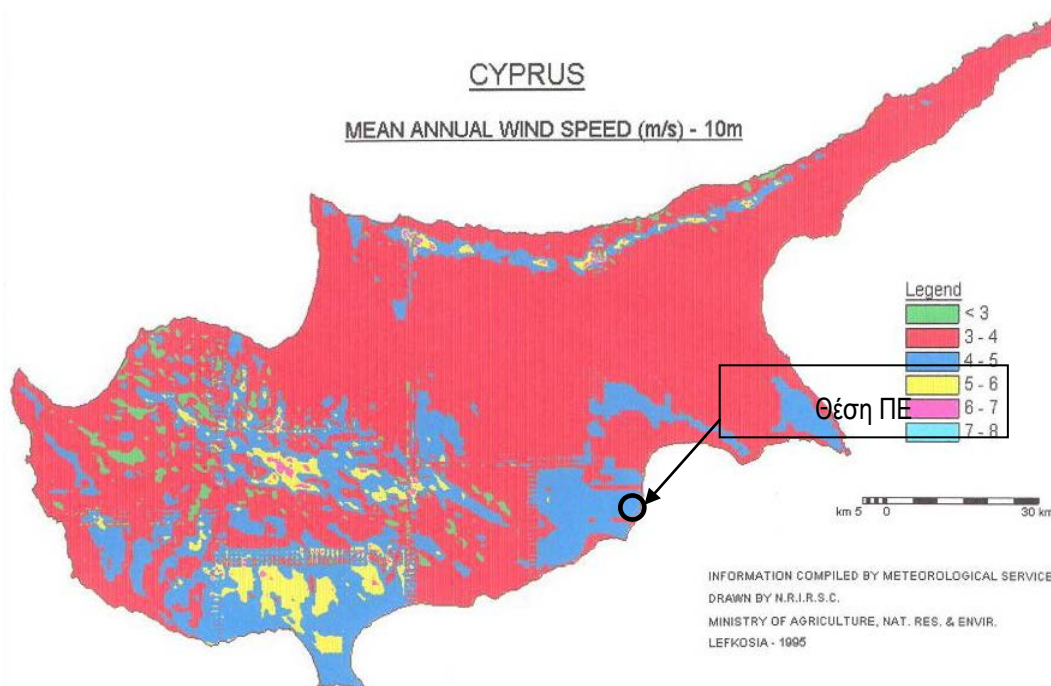 CYPRUS
MEAN ANNUAL WIND SPEED (m/s) - 10m
Legend
< 3
3 - 4
4 - 5
5 - 6
6 - 7
7 - 8
Θέση ΠΕ
km 5 0 30 km
INFORMATION COMPILED BY METEOROLOGICAL SERVICE
DRAWN BY N.R.I.R.S.C.
MINISTRY OF AGRICULTURE, NAT. RES. & ENVIR.
LEFKOSIA - 1995